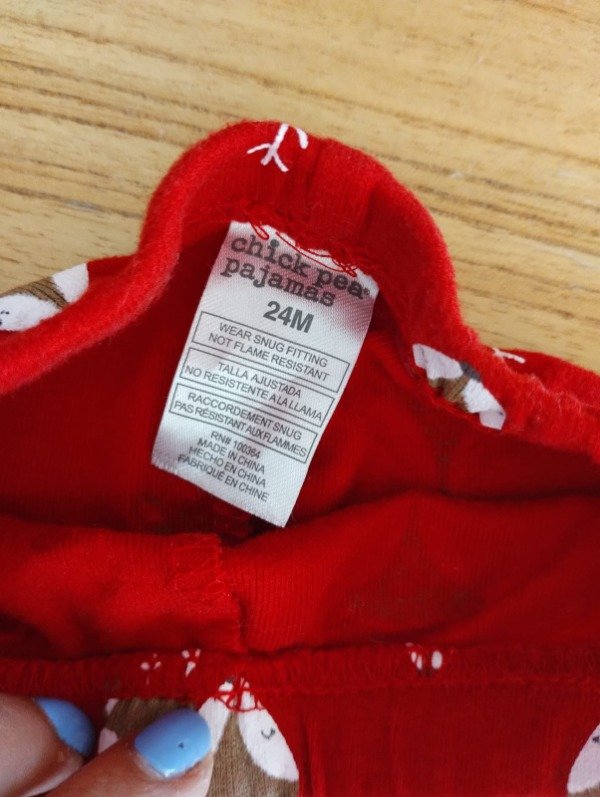 chick pea®
pajamas
24M
WEAR SNUG FITTING
NOT FLAME RESISTANT
TALLA AJUSTADA
NO RESISTENTE A LA LLAMA
RACCORDEMENT SNUG
PAS RÉSISTANT AUX FLAMMES
RN# 100364
MADE IN CHINA
HECHO EN CHINA
FABRIQUÉ EN CHINE